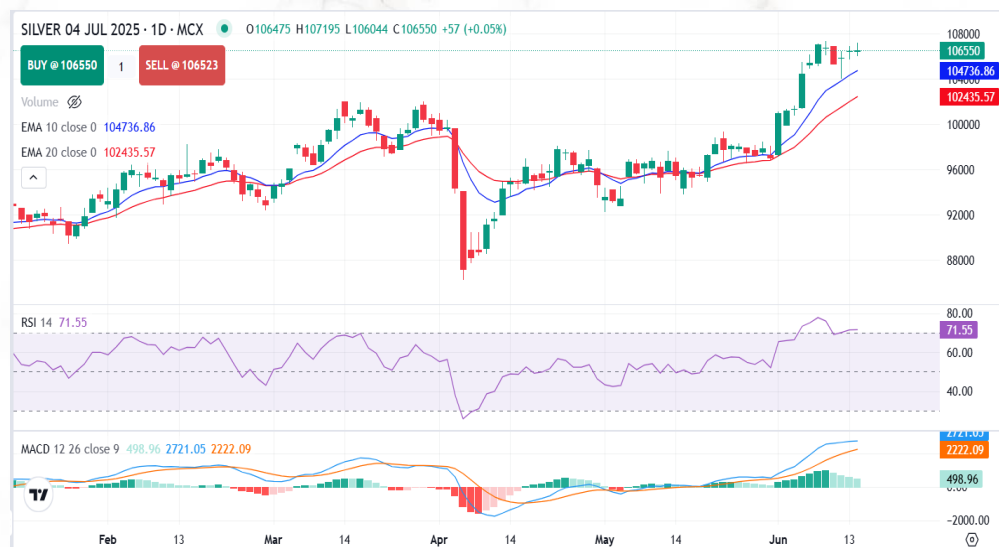 SILVER 04 JUL 2025 · 1D · MCX O106475 H107195 L106044 C106550 +57 (+0.05%)
BUY @ 106550 1 SELL @ 106523
Volume
EMA 10 close 0 104736.86
EMA 20 close 0 102435.57
108000
106550
104736.86
102435.57
100000
96000
92000
88000
RSI 14 71.55
80.00
71.55
60.00
40.00
MACD 12 26 close 9 498.96 2721.05 2222.09
2721.05
2222.09
498.96
0.00
−2000.00
Feb 13 Mar 14 Apr 14 May 14 Jun 13